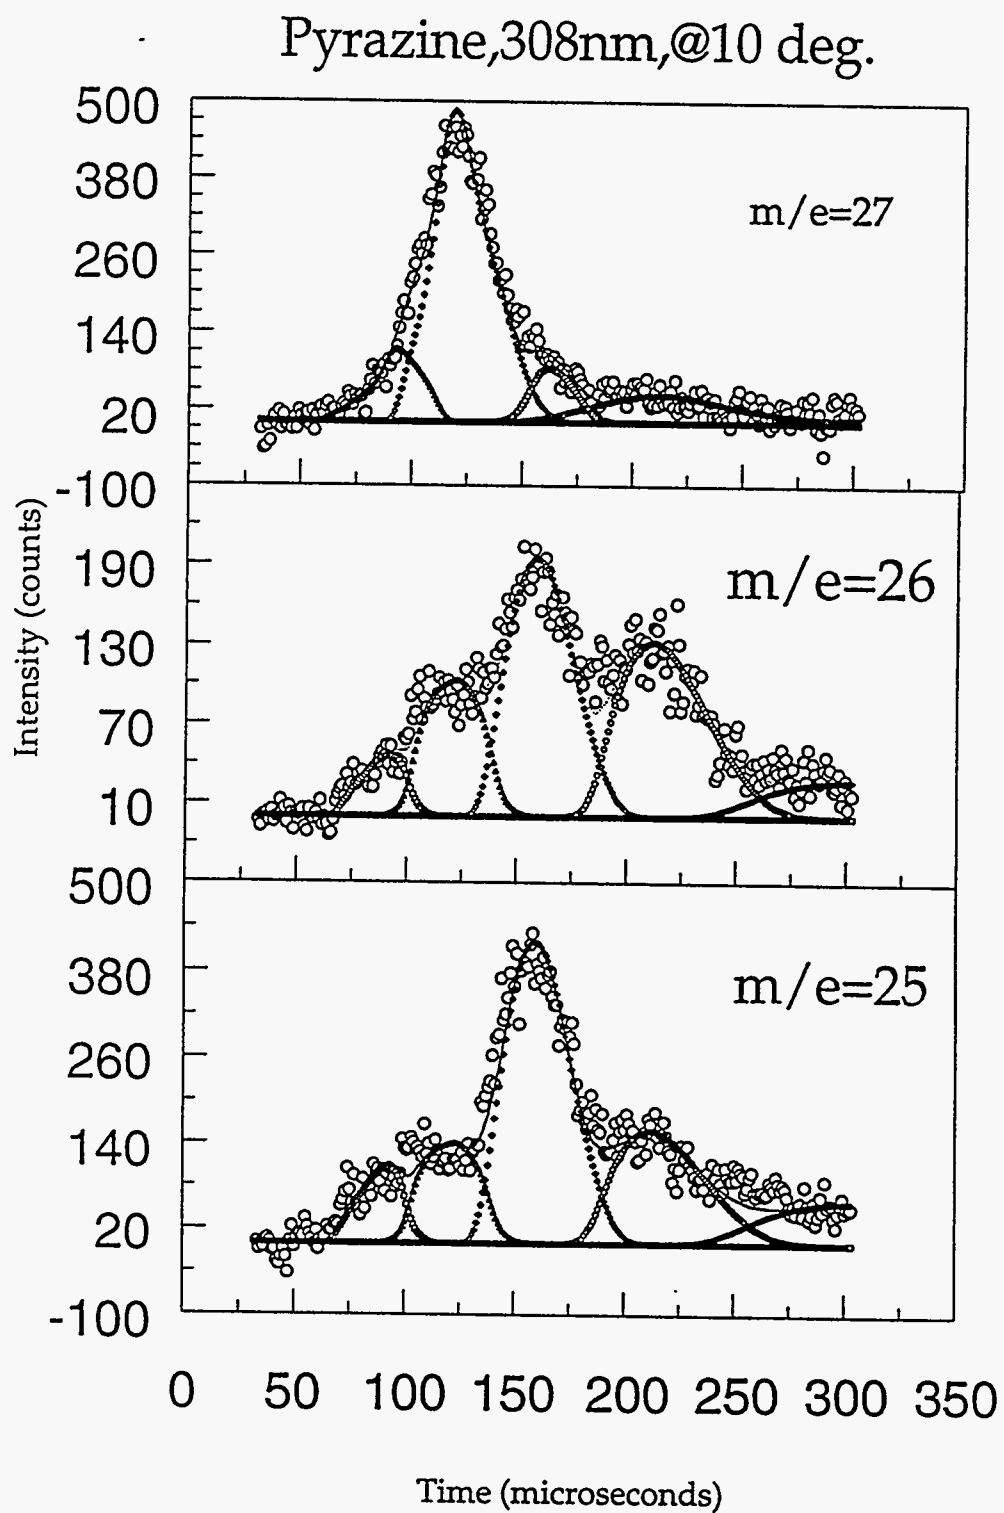 Pyrazine,308nm,@10 deg.
500
380
260
140
20
-100
m/e=27
Intensity (counts)
190
130
70
10
m/e=26
500
380
260
140
20
-100
m/e=25
0 50 100 150 200 250 300 350
Time (microseconds)